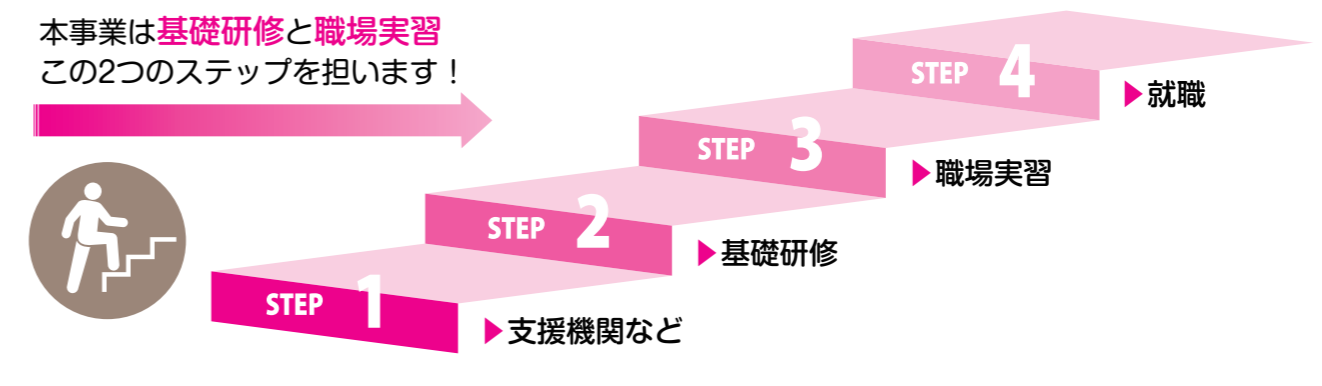 本事業は基礎研修と職場実習
この2つのステップを担います！
STEP 4
▶就職
STEP 3
▶職場実習
STEP 2
▶基礎研修
STEP 1
▶支援機関など